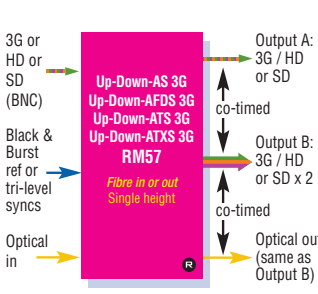 3G or
HD or
SD
(BNC)
Black &
Burst
ref or
tri-level
syncs
Optical
in
Up-Down-AS 3G
Up-Down-AFDS 3G
Up-Down-ATS 3G
Up-Down-ATXS 3G
RM57
Fibre in or out
Single height
R
Output A:
3G / HD
or SD
co-timed
Output B:
3G / HD
or SD x 2
co-timed
Optical out
(same as
Output B)